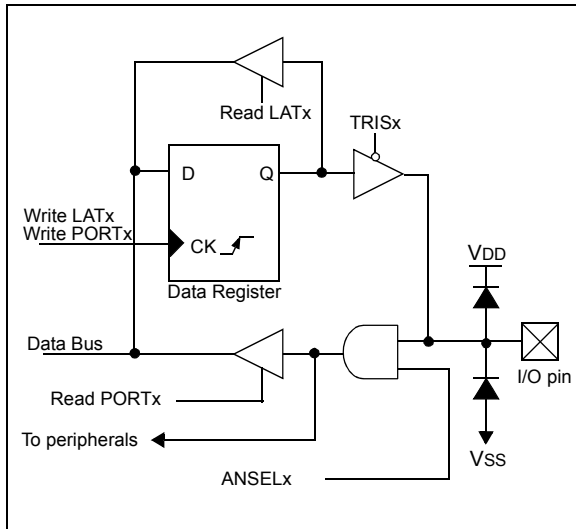 Read LATx
TRISx
D
Q
Write LATx
Write PORTx
CK
Data Register
VDD
Data Bus
I/O pin
Read PORTx
To peripherals
VSS
ANSELx